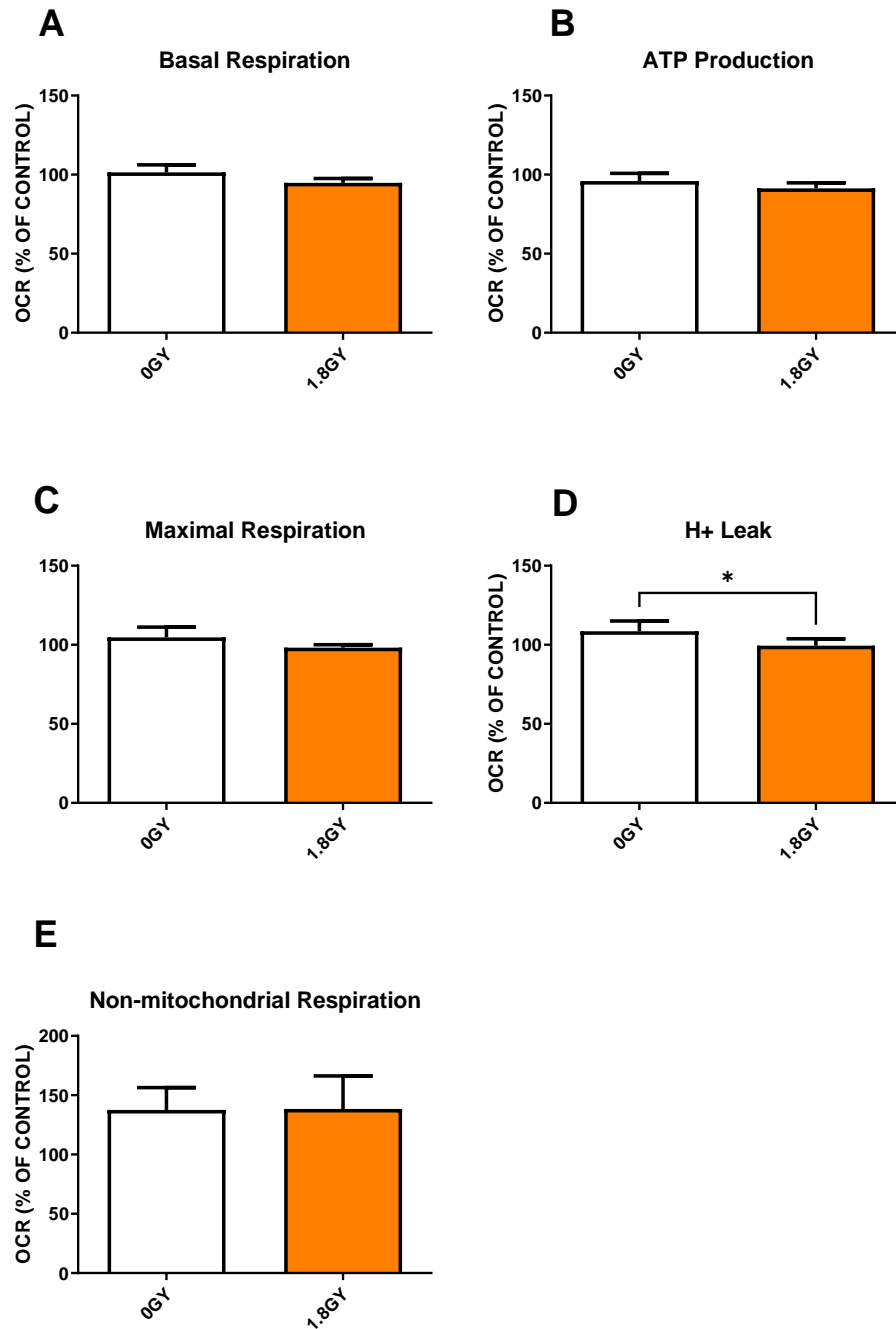 A
Basal Respiration
OCR (% OF CONTROL)
150
100
50
0
0GY
1.8GY
B
ATP Production
OCR (% OF CONTROL)
150
100
50
0
0GY
1.8GY
C
Maximal Respiration
150
100
50
0
0GY
1.8GY
D
H+ Leak
OCR (% OF CONTROL)
150
100
50
0
*
0GY
1.8GY
E
Non-mitochondrial Respiration
OCR (% OF CONTROL)
200
150
100
50
0
0GY
1.8GY